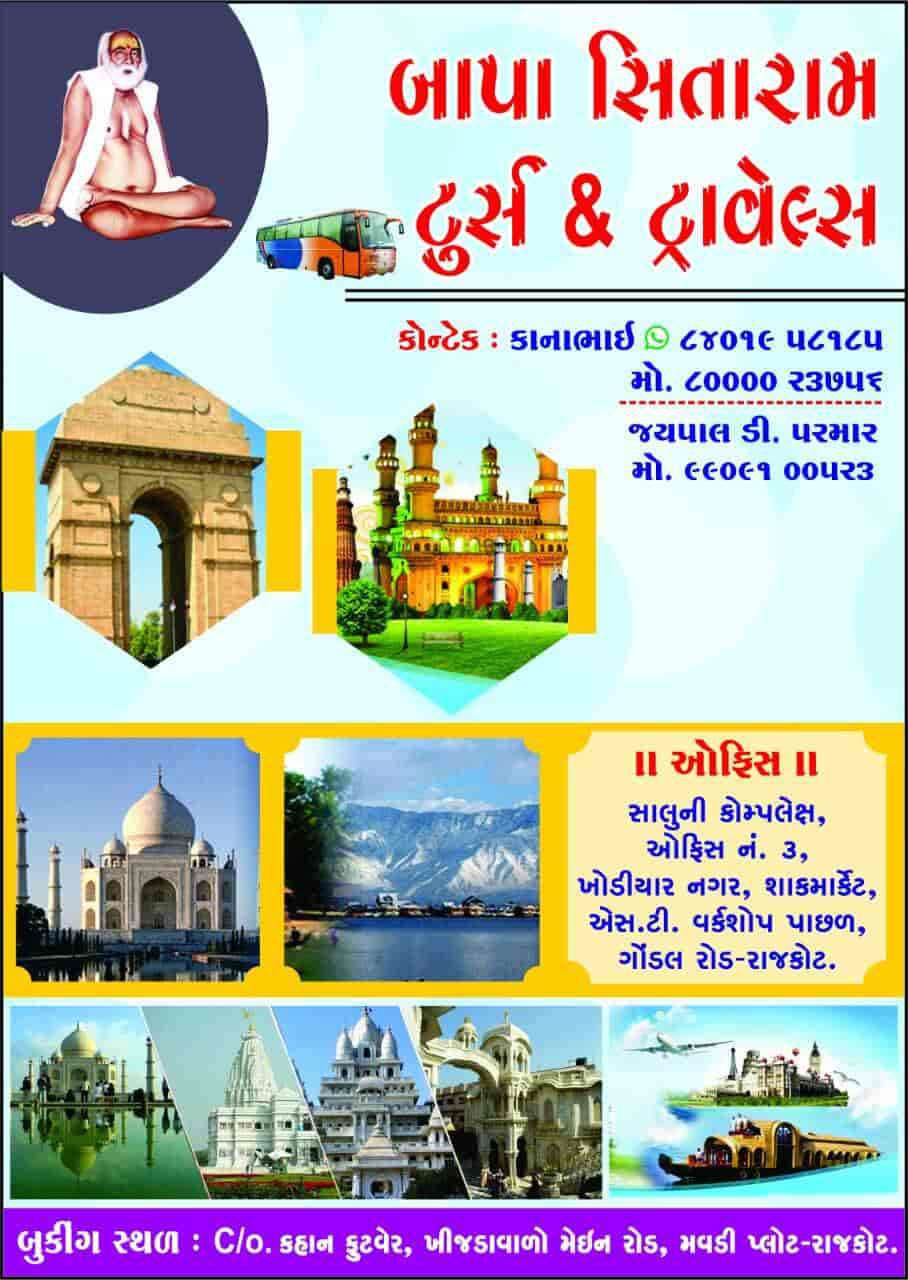 બાપા સિતારામ
ટુર્સ & ટ્રાવેલ્સ
કોન્ટેક : કાનાભાઈ ૮૪૦૧૯ ૫૮૧૮૫
મો. ૮૦૦૦૦ ૨૩૭૫૬
જયપાલ ડી. પરમાર
મો. ૯૯૦૯૧ ૦૦૫૨૩
॥ ઓફિસ ॥
સાલુની કોમ્પલેક્ષ,
ઓફિસ નં. ૩,
ખોડીયાર નગર, શાકમાર્કેટ,
એસ.ટી. વર્કશોપ પાછળ,
ગોંડલ રોડ-રાજકોટ.
બુકીંગ સ્થળ : C/o. કહાન ફુટવેર, ખીજડાવાળો મેઈન રોડ, મવડી પ્લોટ-રાજકોટ.